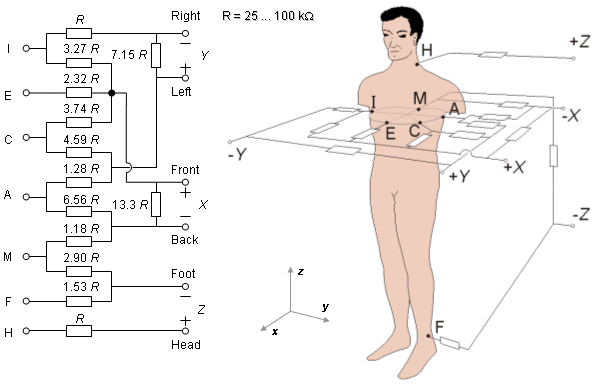 R = 25 ... 100 kΩ
Right
R
I
Y
3.27 R
7.15 R
–
+
2.32 R
Left
E
3.74 R
C
4.59 R
1.28 R
Front
A
+
X
6.56 R
13.3 R
–
1.18 R
Back
M
2.90 R
Foot
1.53 R
–
F
Z
R
+
H
Head
H
+Z
I
M
A
-X
E
C
-Y
+X
+Y
-Z
z
y
x
F